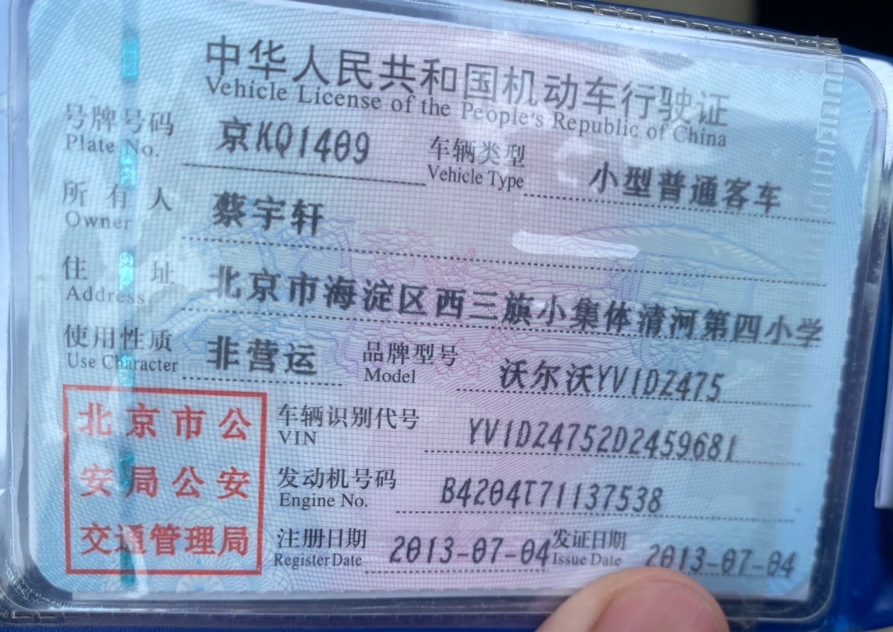 中华人民共和国机动车行驶证
Vehicle License of the People's Republic of China
号牌号码 京KQ1409 车辆类型 小型普通客车
Plate No. Vehicle Type
所有人 蔡宇轩
Owner
住址 北京市海淀区西三旗小集体清河第四小学
Address
使用性质 非营运 品牌型号 沃尔沃YV1DZ475
Use Character Model
北京市公 车辆识别代号 YV1DZ4752D2459681
VIN
安局公安 发动机号码 B4204T71137538
Engine No.
交通管理局 注册日期 2013-07-04 发证日期 2013-07-04
Register Date Issue Date